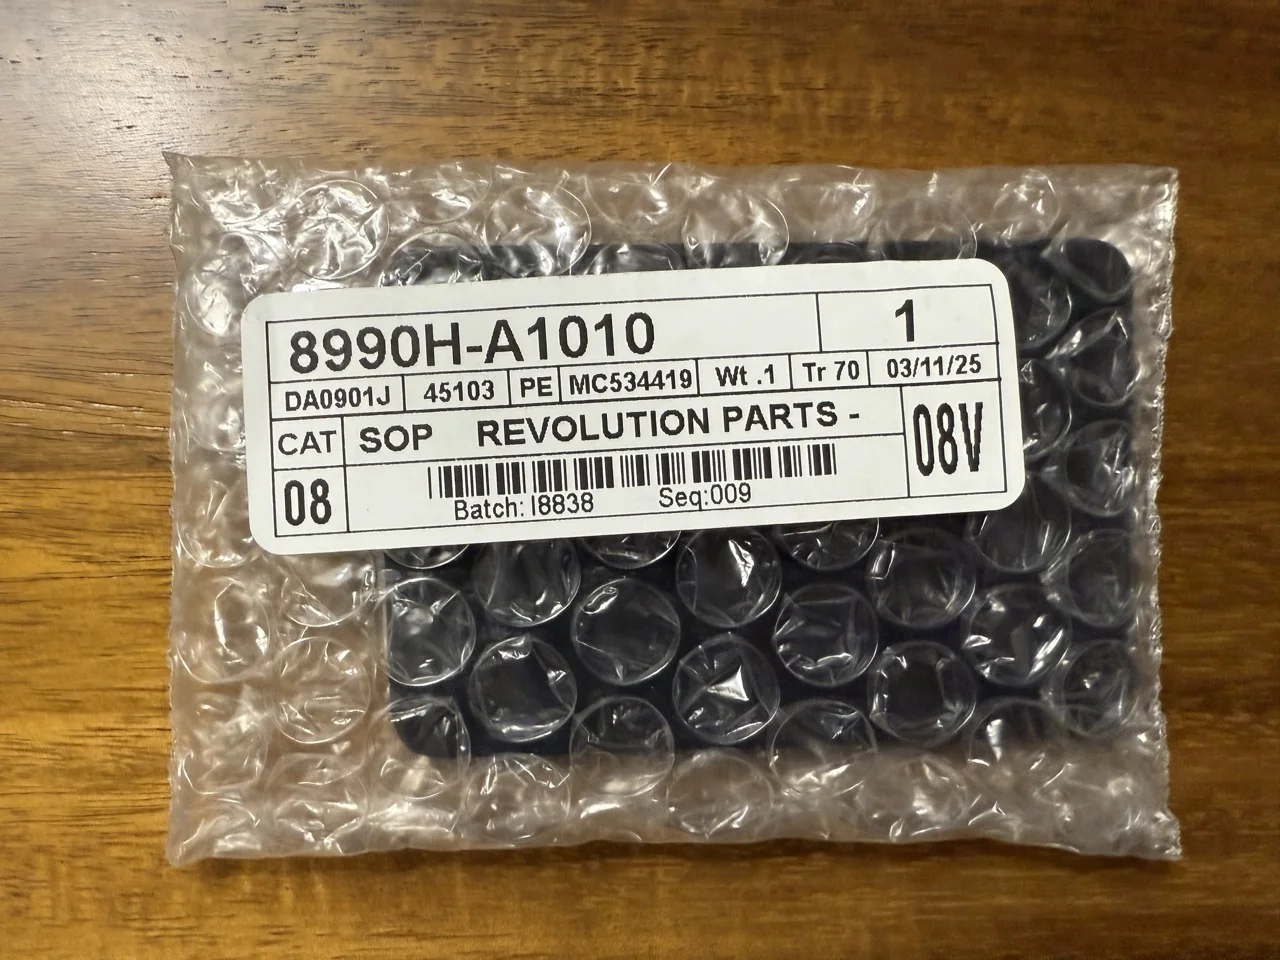 8990H-A1010 1
DA0901J 45103 PE MC534419 Wt .1 Tr 70 03/11/25
CAT SOP REVOLUTION PARTS - 08V
08 Batch: I8838 Seq:009